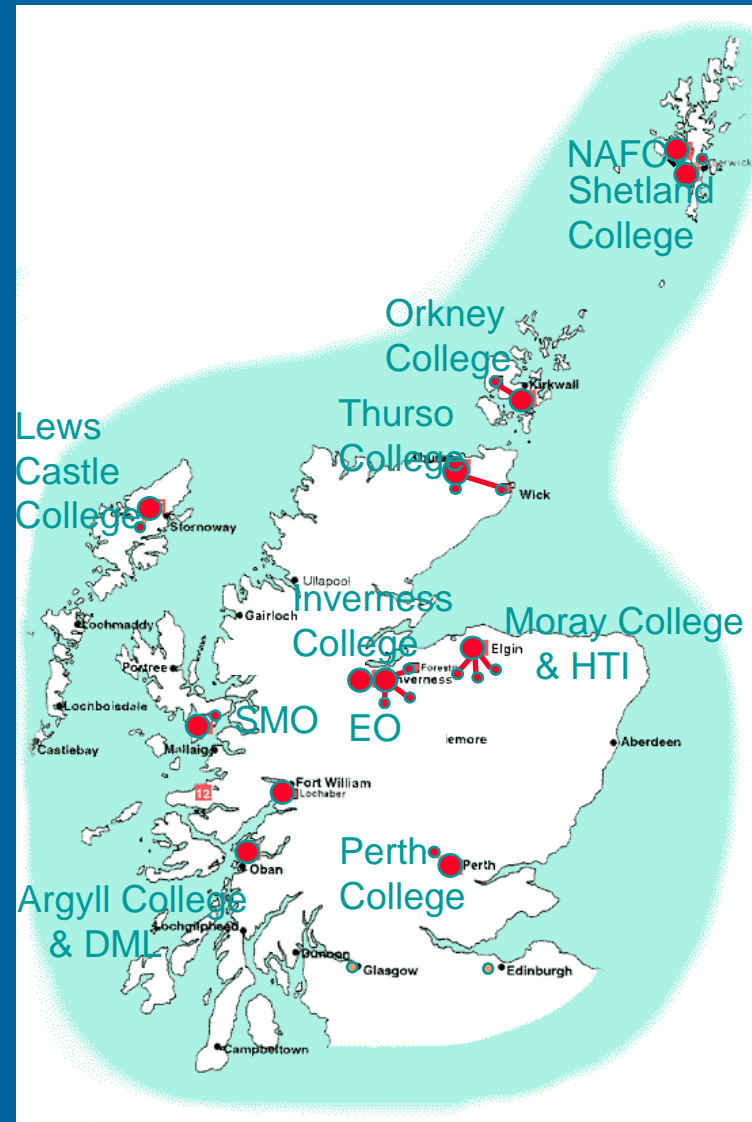 NAFC
Shetland
College
Orkney
College
Kirkwall
Thurso
College
Wick
Lews
Castle
College
Stornoway
Ullapool
Gairloch
Inverness
College
Moray College
& HTI
Elgin
Lochmaddy
Portree
Inverness
Lochboisdale
SMO
EO
Castlebay
Mallaig
Aberdeen
12
Fort William
Lochaber
Perth
College
Perth
Oban
Argyll College
& DML
Lochgilphead
Dunoon
Glasgow
Edinburgh
Campbeltown